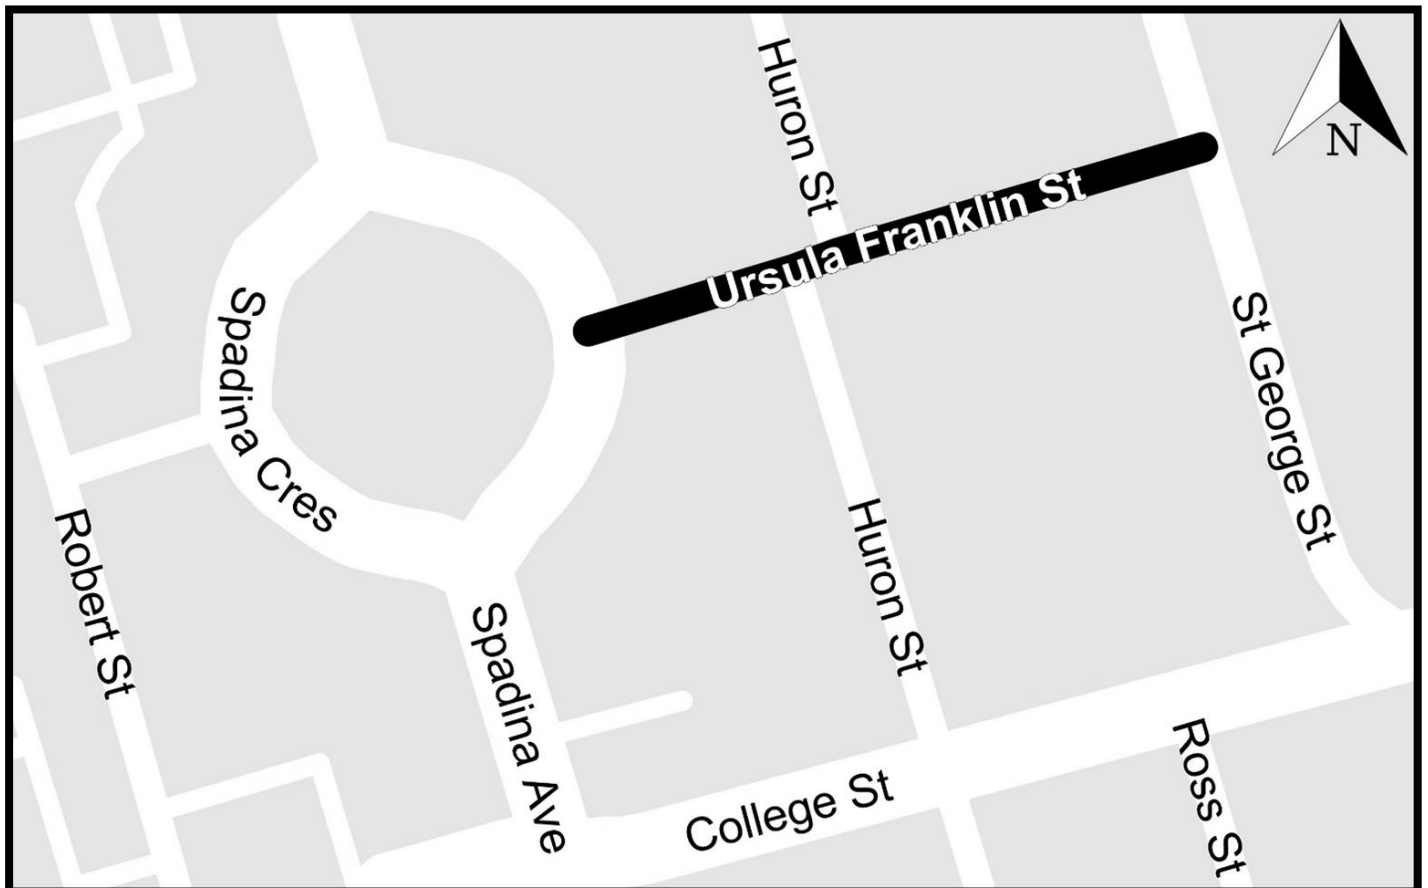 Huron St
N
Ursula Franklin St
Spadina Cres
St George St
Robert St
Huron St
Spadina Ave
College St
Ross St